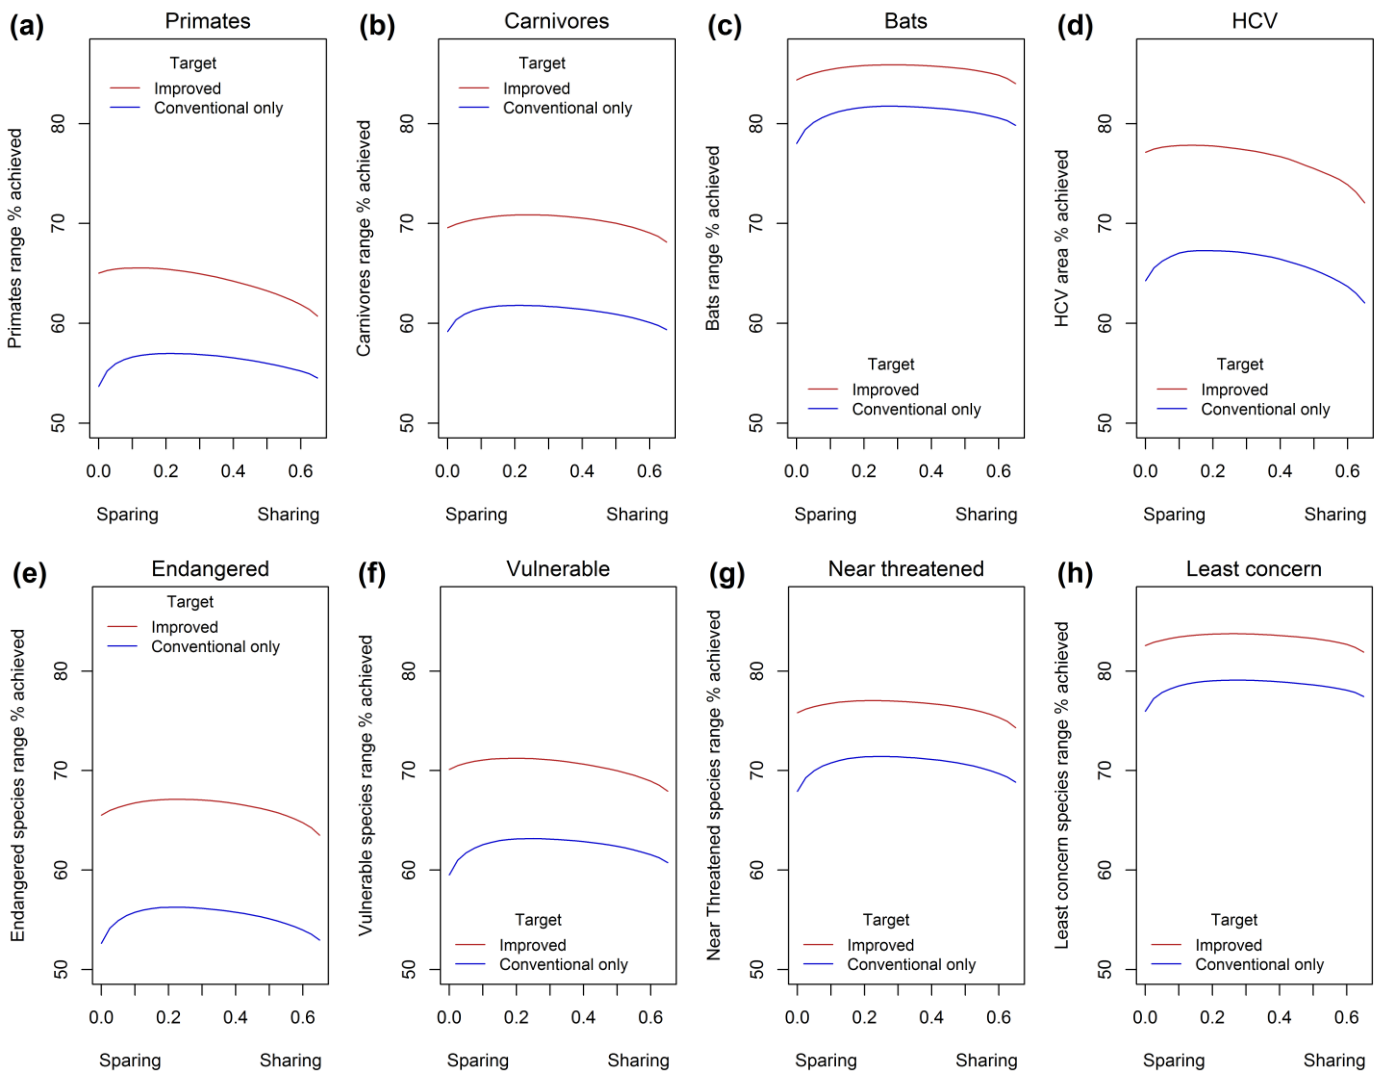 (a) Primates
Target
Improved
Conventional only
Primates range % achieved
80
70
60
50
0.0 0.2 0.4 0.6
Sparing Sharing
(b) Carnivores
Target
Improved
Conventional only
Carnivores range % achieved
80
70
60
50
0.0 0.2 0.4 0.6
Sparing Sharing
(c) Bats
Bats range % achieved
80
70
60
50
Target
Improved
Conventional only
0.0 0.2 0.4 0.6
Sparing Sharing
(d) HCV
HCV area % achieved
80
70
60
50
Target
Improved
Conventional only
0.0 0.2 0.4 0.6
Sparing Sharing
(e) Endangered
Target
Improved
Conventional only
Endangered species range % achieved
80
70
60
50
0.0 0.2 0.4 0.6
Sparing Sharing
(f) Vulnerable
Vulnerable species range % achieved
80
70
60
50
Target
Improved
Conventional only
0.0 0.2 0.4 0.6
Sparing Sharing
(g) Near threatened
Near Threatened species range % achieved
80
70
60
50
Target
Improved
Conventional only
0.0 0.2 0.4 0.6
Sparing Sharing
(h) Least concern
Least concern species range % achieved
80
70
60
50
Target
Improved
Conventional only
0.0 0.2 0.4 0.6
Sparing Sharing